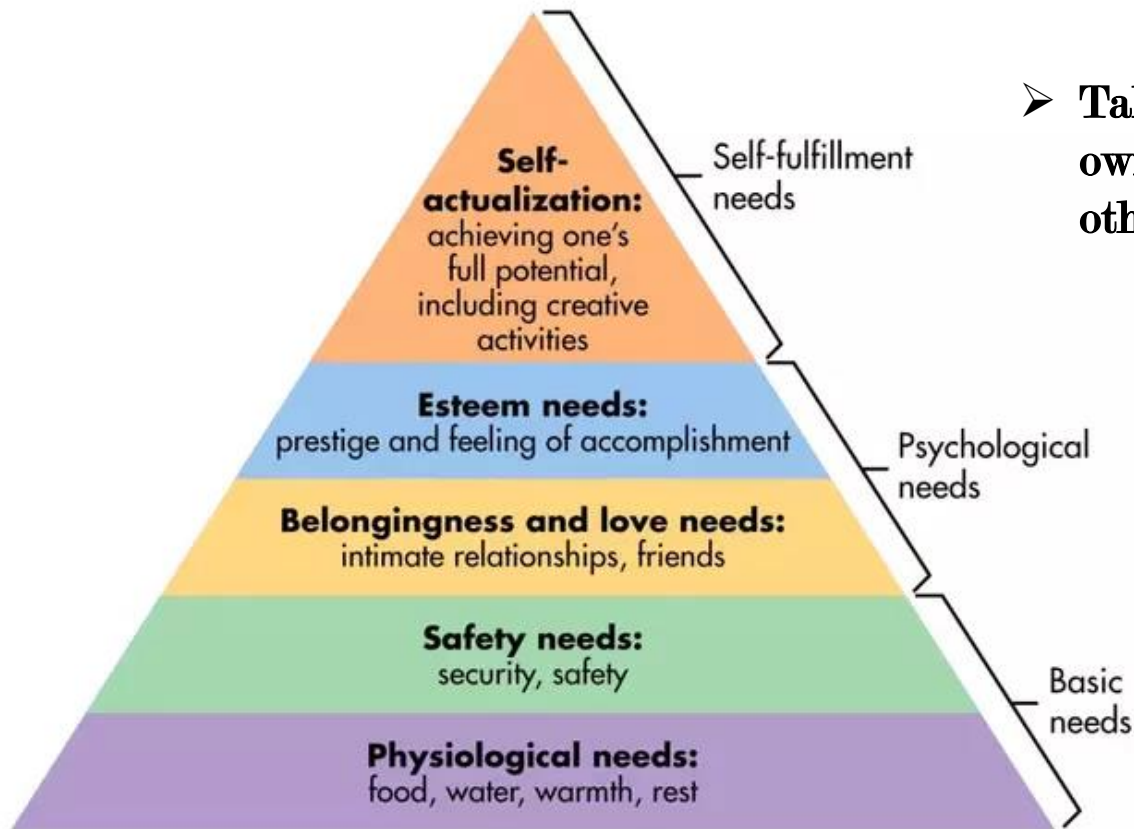 Self-
actualization:
achieving one's
full potential,
including creative
activities
Self-fulfillment
needs
Esteem needs:
prestige and feeling of accomplishment
Psychological
needs
Belongingness and love needs:
intimate relationships, friends
Safety needs:
security, safety
Basic
needs
Physiological needs:
food, water, warmth, rest